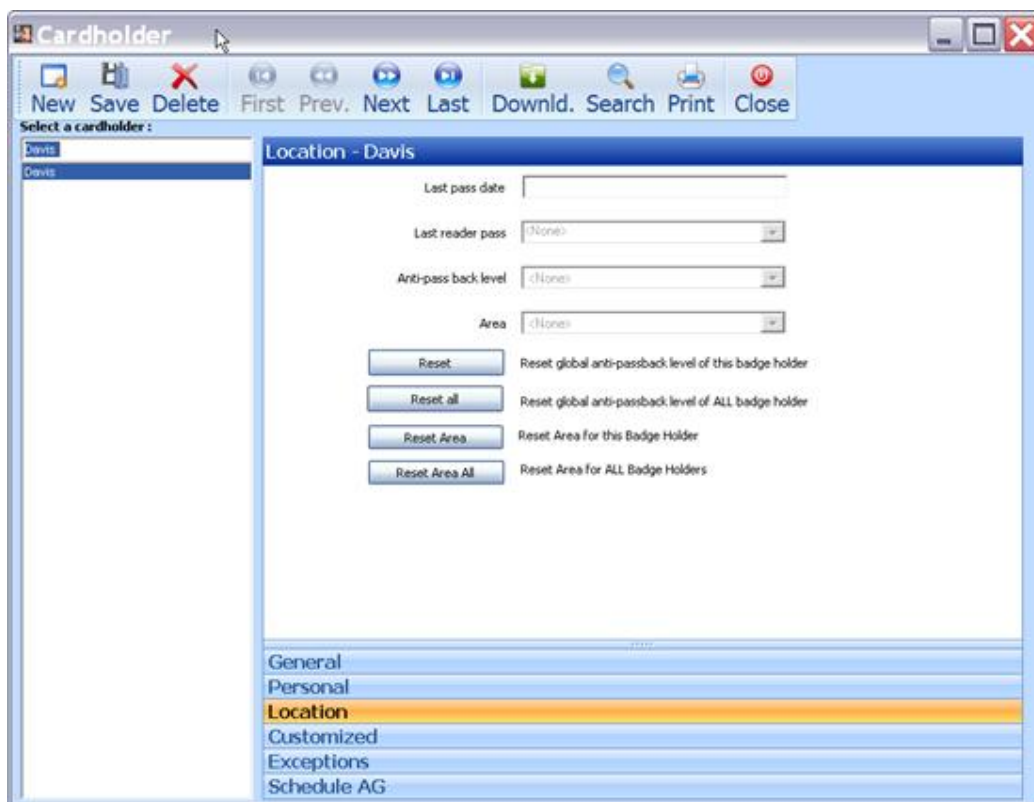 Cardholder
New Save Delete First Prev. Next Last Downld. Search Print Close
Select a cardholder :
Davis
Davis
Location - Davis
Last pass date
Last reader pass <None>
Anti-pass back level <None>
Area <None>
Reset Reset global anti-passback level of this badge holder
Reset all Reset global anti-passback level of ALL badge holder
Reset Area Reset Area for this Badge Holder
Reset Area All Reset Area for ALL Badge Holders
General
Personal
Location
Customized
Exceptions
Schedule AG